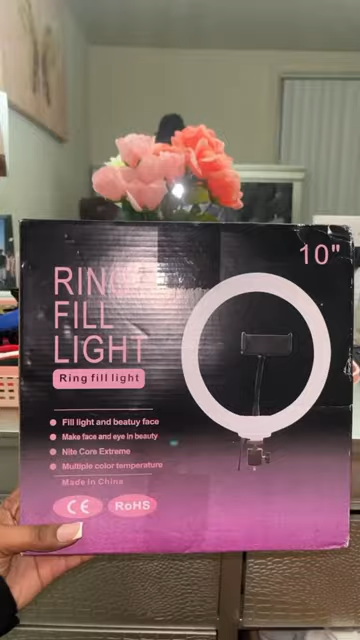 10"
RING
FILL
LIGHT
Ring fill light
Fill light and beatuy face
Make face and eye in beauty
Nite Core Extreme
Multiple color temperature
Made in China
CE RoHS